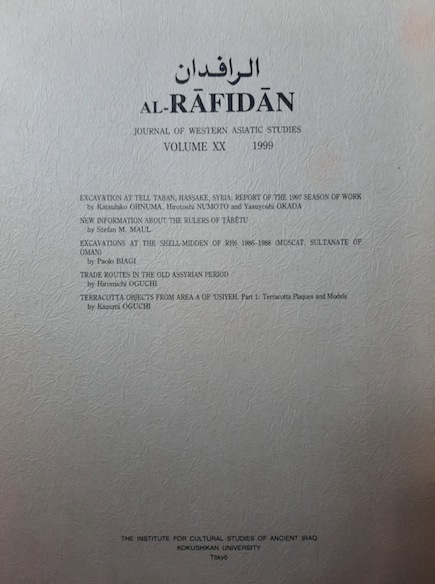 الرافدان
AL-RĀFIDĀN
JOURNAL OF WESTERN ASIATIC STUDIES
VOLUME XX 1999
EXCAVATION AT TELL TABAN, HASSAKE, SYRIA: REPORT OF THE 1997 SEASON OF WORK
by Katsuhiko OHNUMA, Hirotoshi NUMOTO and Yasuyoshi OKADA
NEW INFORMATION ABOUT THE RULERS OF ṬĀBĒTU
by Stefan M. MAUL
EXCAVATIONS AT THE SHELL-MIDDEN OF RH6 1986-1988 (MUSCAT, SULTANATE OF
OMAN)
by Paolo BIAGI
TRADE ROUTES IN THE OLD ASSYRIAN PERIOD
by Hiromichi OGUCHI
TERRACOTTA OBJECTS FROM AREA A OF 'USIYEH. Part 1: Terracotta Plaques and Models
by Kazumi OGUCHI
THE INSTITUTE FOR CULTURAL STUDIES OF ANCIENT IRAQ
KOKUSHIKAN UNIVERSITY
Tōkyō